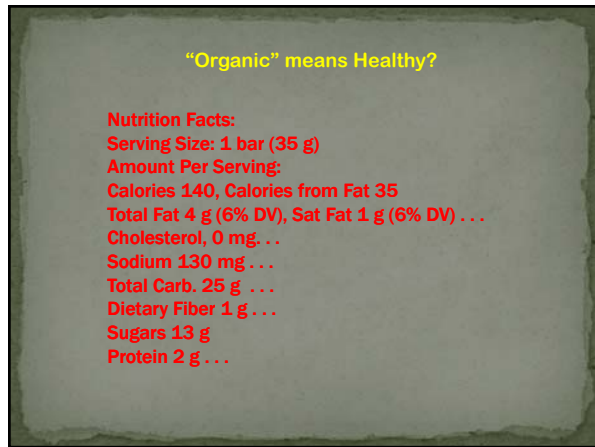 “Organic” means Healthy?
Nutrition Facts:
Serving Size: 1 bar (35 g)
Amount Per Serving:
Calories 140, Calories from Fat 35
Total Fat 4 g (6% DV), Sat Fat 1 g (6% DV) . . .
Cholesterol, 0 mg. . .
Sodium 130 mg . . .
Total Carb. 25 g  . . .
Dietary Fiber 1 g . . .
Sugars 13 g
Protein 2 g . . .